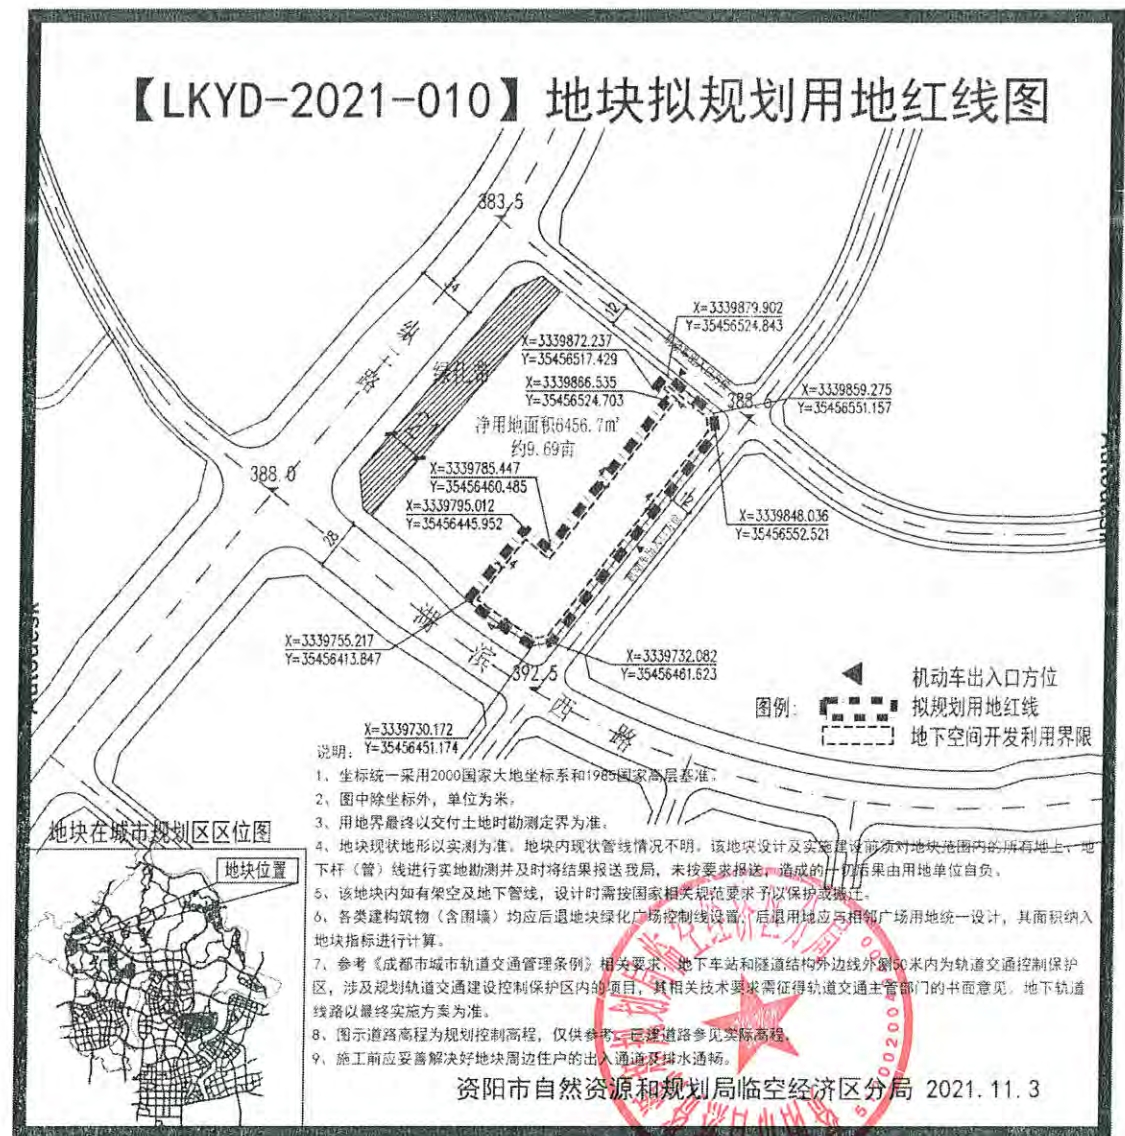 【LKYD-2021-010】地块拟规划用地红线图
383.5
14
12
X=3339879.902
Y=35456524.843
X=3339872.237
Y=35456517.429
X=3339866.535
Y=35456524.703
X=3339859.275
Y=35456551.157
388.6
纵二路
绿化带
净用地面积6456.7㎡
约9.69亩
X=3339785.447
Y=35456460.485
X=3339795.012
Y=35456445.952
388.0
12
X=3339848.036
Y=35456552.521
28
Autodesk
X=3339755.217
Y=35456413.847
湖滨西路
392.5
X=3339732.082
Y=35456461.623
X=3339730.172
Y=35456451.174
图例:
机动车出入口方位
拟规划用地红线
地下空间开发利用界限
说明:
1、坐标统一采用2000国家大地坐标系和1985国家高层基准。
2、图中除坐标外，单位为米。
3、用地界最终以交付土地时勘测定界为准。
4、地块现状地形以实测为准。地块内现状管线情况不明。该地块设计及实施建设前须对地块范围内的所有地上、地
下杆（管）线进行实地勘测并及时将结果报送我局，未按要求报送，造成的一切后果由用地单位自负。
5、该地块内如有架空及地下管线，设计时需按国家相关规范要求予以保护或搬迁。
6、各类建构筑物（含围墙）均应后退地块绿化广场控制线设置，后退用地应与相邻广场用地统一设计，其面积纳入
地块指标进行计算。
7、参考《成都市城市轨道交通管理条例》相关要求，地下车站和隧道结构外边线外侧50米内为轨道交通控制保护
区，涉及规划轨道交通建设控制保护区内的项目，其相关技术要求需征得轨道交通主管部门的书面意见。地下轨道
线路以最终实施方案为准。
8、图示道路高程为规划控制高程，仅供参考，已建道路参见实际高程。
9、施工前应妥善解决好地块周边住户的出入通道及排水通畅。
地块在城市规划区区位图
地块位置
资阳市自然资源和规划局临空经济区分局 2021.11.3